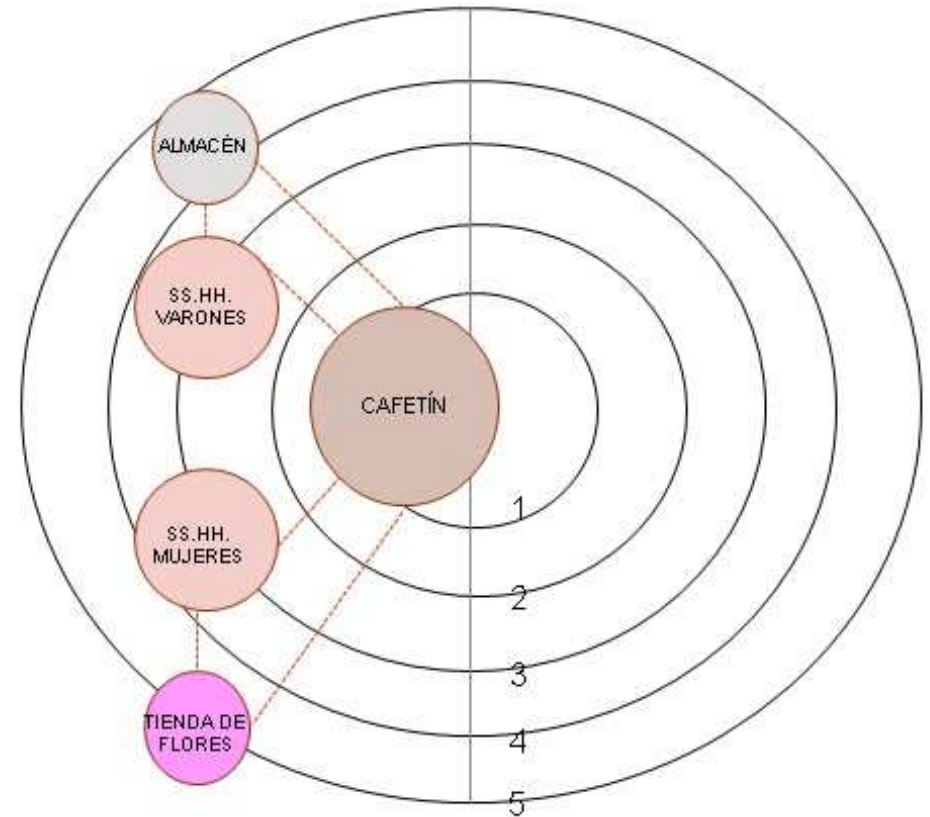 ALMACÉN
SS.HH.
VARONES
CAFETÍN
SS.HH.
MUJERES
TIENDA DE
FLORES
1
2
3
4
5